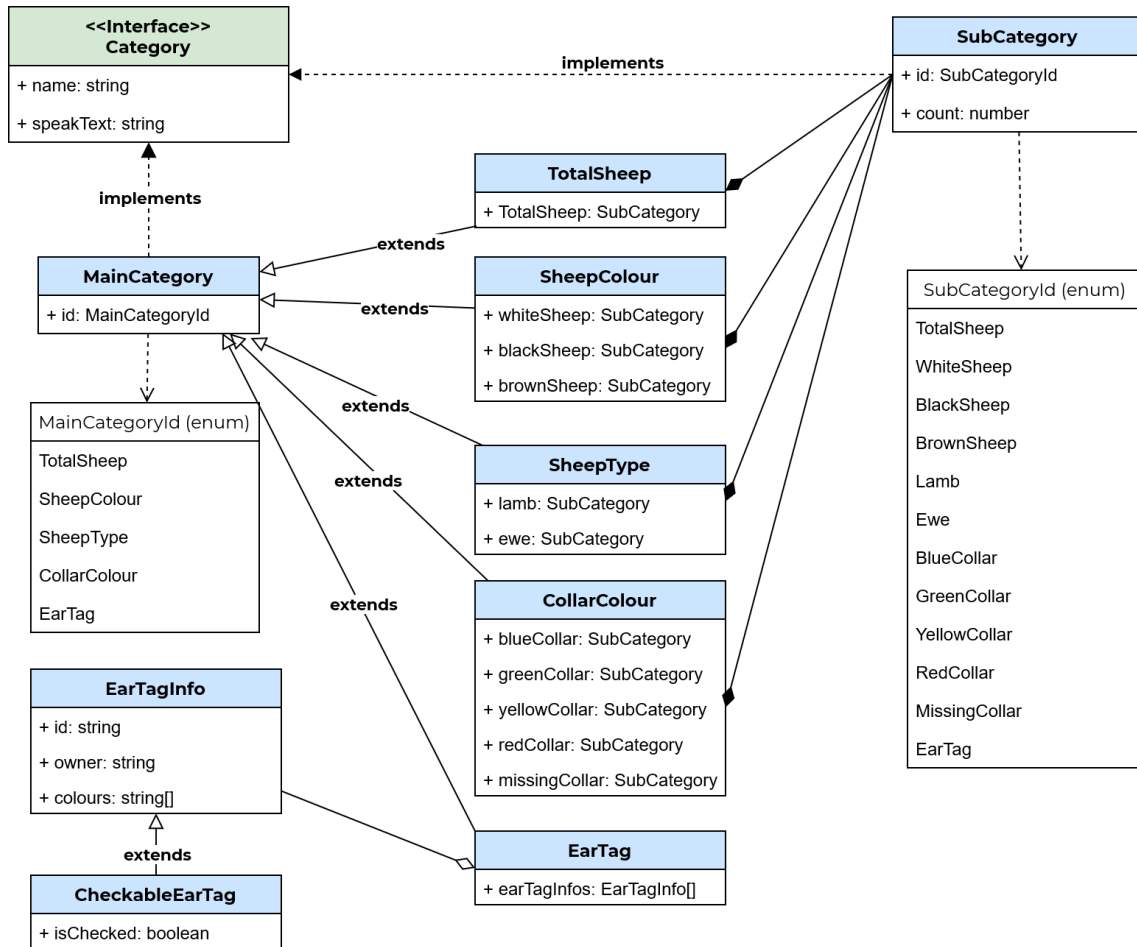 <<Interface>>
Category
+ name: string
+ speakText: string
implements
SubCategory
+ id: SubCategoryId
+ count: number
implements
TotalSheep
+ TotalSheep: SubCategory
extends
MainCategory
+ id: MainCategoryId
SheepColour
+ whiteSheep: SubCategory
+ blackSheep: SubCategory
+ brownSheep: SubCategory
extends
SubCategoryId (enum)
TotalSheep
WhiteSheep
BlackSheep
BrownSheep
Lamb
Ewe
BlueCollar
GreenCollar
YellowCollar
RedCollar
MissingCollar
EarTag
MainCategoryId (enum)
TotalSheep
SheepColour
SheepType
CollarColour
EarTag
extends
SheepType
+ lamb: SubCategory
+ ewe: SubCategory
extends
CollarColour
+ blueCollar: SubCategory
+ greenCollar: SubCategory
+ yellowCollar: SubCategory
+ redCollar: SubCategory
+ missingCollar: SubCategory
extends
EarTagInfo
+ id: string
+ owner: string
+ colours: string[]
extends
EarTag
+ earTagInfos: EarTagInfo[]
CheckableEarTag
+ isChecked: boolean